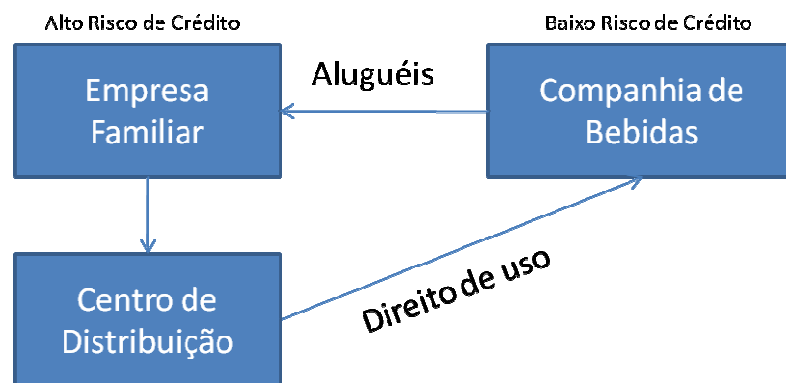 Alto Risco de Crédito
Baixo Risco de Crédito
Empresa
Familiar
Aluguéis
Companhia de
Bebidas
Centro de
Distribuição
Direito de uso